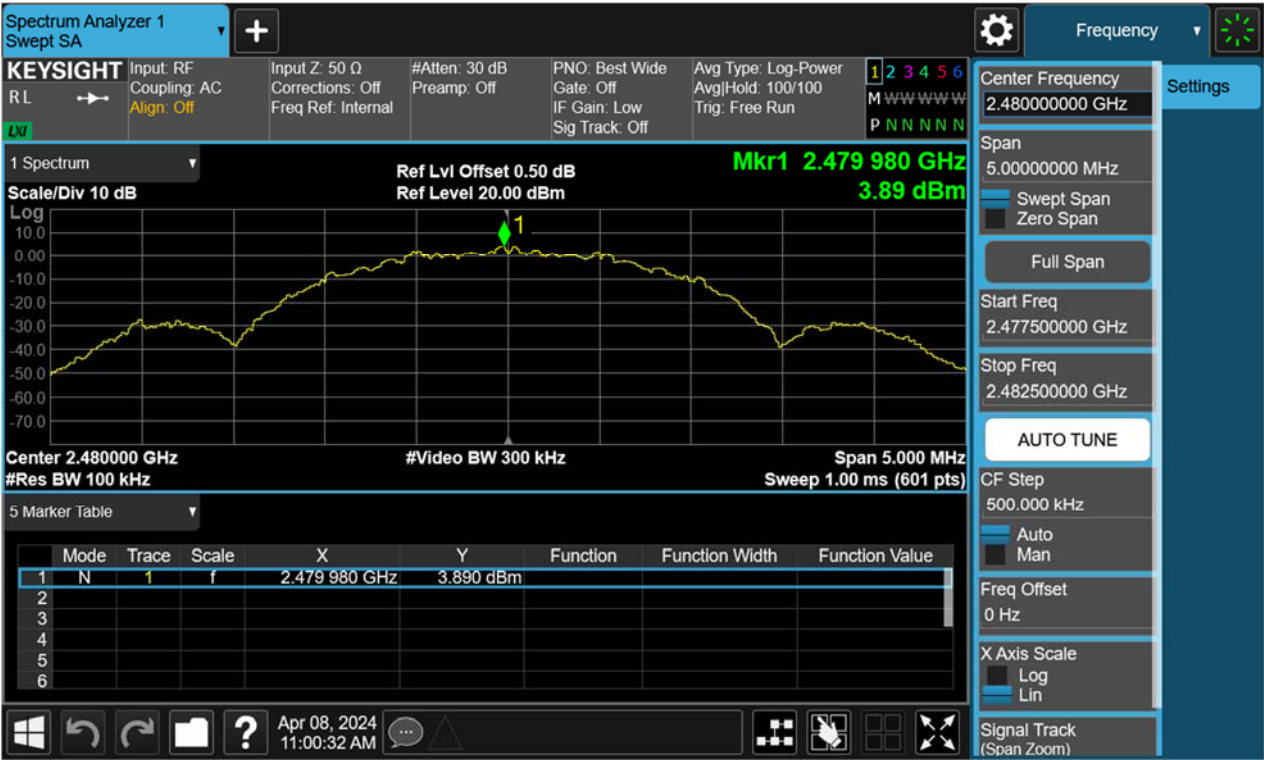 Spectrum Analyzer 1
Swept SA
+
Frequency
KEYSIGHT
R L
LXI
Input: RF
Coupling: AC
Align: Off
Input Z: 50 Ω
Corrections: Off
Freq Ref: Internal
#Atten: 30 dB
Preamp: Off
PNO: Best Wide
Gate: Off
IF Gain: Low
Sig Track: Off
Avg Type: Log-Power
Avg|Hold: 100/100
Trig: Free Run
1 2 3 4 5 6
M W W W W W
P N N N N N
1 Spectrum
Scale/Div 10 dB
Ref Lvl Offset 0.50 dB
Ref Level 20.00 dBm
Mkr1 2.479 980 GHz
3.89 dBm
Log
1
10.0
0.00
-10.0
-20.0
-30.0
-40.0
-50.0
-60.0
-70.0
Center 2.480000 GHz
#Video BW 300 kHz
Span 5.000 MHz
#Res BW 100 kHz
Sweep 1.00 ms (601 pts)
5 Marker Table
Mode Trace Scale X Y Function Function Width Function Value
1 N 1 f 2.479 980 GHz 3.890 dBm
2
3
4
5
6
?
Apr 08, 2024
11:00:32 AM
Center Frequency
2.480000000 GHz
Settings
Span
5.00000000 MHz
Swept Span
Zero Span
Full Span
Start Freq
2.477500000 GHz
Stop Freq
2.482500000 GHz
AUTO TUNE
CF Step
500.000 kHz
Auto
Man
Freq Offset
0 Hz
X Axis Scale
Log
Lin
Signal Track
(Span Zoom)